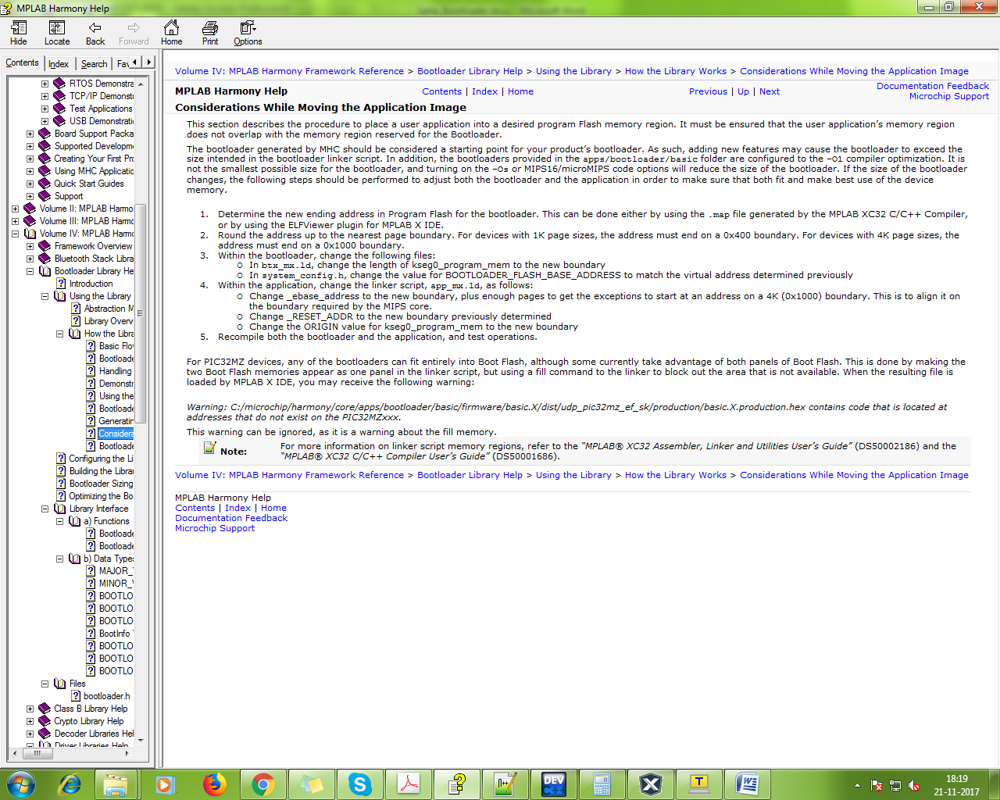 MPLAB Harmony Help
Hide Locate Back Forward Home Print Options
Contents Index Search Fav
RTOS Demonstra
TCP/IP Demonst
Test Applications
USB Demonstrati
Board Support Packa
Supported Developm
Creating Your First Pro
Using MHC Applicatio
Quick Start Guides
Support
Volume II: MPLAB Harmo
Volume III: MPLAB Harmo
Volume IV: MPLAB Harmo
Framework Overview
Bluetooth Stack Libra
Bootloader Library He
Introduction
Using the Library
Abstraction M
Library Overv
How the Libra
Basic Flo
Bootloade
Handling
Demonstr
Using the
Bootloade
Generatin
Considera
Bootloade
Configuring the Li
Building the Libra
Bootloader Sizing
Optimizing the Bo
Library Interface
a) Functions
Bootloade
Bootloade
b) Data Types
MAJOR_
MINOR_V
BOOTLO
BOOTLO
BOOTLO
BootInfo
BOOTLO
BOOTLO
BOOTLO
Files
bootloader.h
Class B Library Help
Crypto Library Help
Decoder Libraries Hel
Driver Libraries Help
Volume IV: MPLAB Harmony Framework Reference > Bootloader Library Help > Using the Library > How the Library Works > Considerations While Moving the Application Image
MPLAB Harmony Help Contents | Index | Home Previous | Up | Next Documentation Feedback
Microchip Support
Considerations While Moving the Application Image
This section describes the procedure to place a user application into a desired program Flash memory region. It must be ensured that the user application's memory region
does not overlap with the memory region reserved for the Bootloader.
The bootloader generated by MHC should be considered a starting point for your product's bootloader. As such, adding new features may cause the bootloader to exceed the
size intended in the bootloader linker script. In addition, the bootloaders provided in the apps/bootloader/basic folder are configured to the -O1 compiler optimization. It is
not the smallest possible size for the bootloader, and turning on the -Os or MIPS16/microMIPS code options will reduce the size of the bootloader. If the size of the bootloader
changes, the following steps should be performed to adjust both the bootloader and the application in order to make sure that both fit and make best use of the device
memory.
1. Determine the new ending address in Program Flash for the bootloader. This can be done either by using the .map file generated by the MPLAB XC32 C/C++ Compiler,
or by using the ELFViewer plugin for MPLAB X IDE.
2. Round the address up to the nearest page boundary. For devices with 1K page sizes, the address must end on a 0x400 boundary. For devices with 4K page sizes, the
address must end on a 0x1000 boundary.
3. Within the bootloader, change the following files:
o In btx_mx.ld, change the length of kseg0_program_mem to the new boundary
o In system_config.h, change the value for BOOTLOADER_FLASH_BASE_ADDRESS to match the virtual address determined previously
4. Within the application, change the linker script, app_mx.ld, as follows:
o Change _ebase_address to the new boundary, plus enough pages to get the exceptions to start at an address on a 4K (0x1000) boundary. This is to align it on
the boundary required by the MIPS core.
o Change _RESET_ADDR to the new boundary previously determined
o Change the ORIGIN value for kseg0_program_mem to the new boundary
5. Recompile both the bootloader and the application, and test operations.
For PIC32MZ devices, any of the bootloaders can fit entirely into Boot Flash, although some currently take advantage of both panels of Boot Flash. This is done by making the
two Boot Flash memories appear as one panel in the linker script, but using a fill command to the linker to block out the area that is not available. When the resulting file is
loaded by MPLAB X IDE, you may receive the following warning:
Warning: C:/microchip/harmony/core/apps/bootloader/basic/firmware/basic.X/dist/udp_pic32mz_ef_sk/production/basic.X.production.hex contains code that is located at
addresses that do not exist on the PIC32MZxxx.
This warning can be ignored, as it is a warning about the fill memory.
Note: For more information on linker script memory regions, refer to the "MPLAB® XC32 Assembler, Linker and Utilities User's Guide" (DS50002186) and the
"MPLAB® XC32 C/C++ Compiler User's Guide" (DS50001686).
Volume IV: MPLAB Harmony Framework Reference > Bootloader Library Help > Using the Library > How the Library Works > Considerations While Moving the Application Image
MPLAB Harmony Help
Contents | Index | Home
Documentation Feedback
Microchip Support
18:19
21-11-2017